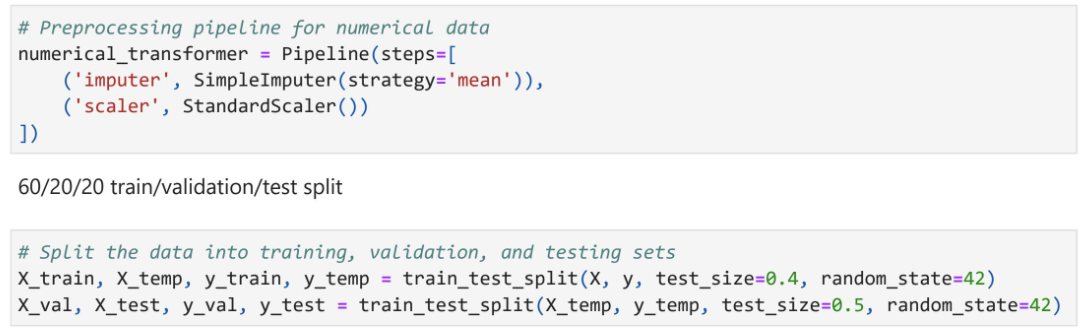 # Preprocessing pipeline for numerical data
numerical_transformer = Pipeline(steps=[
    ('imputer', SimpleImputer(strategy='mean')),
    ('scaler', StandardScaler())
])
60/20/20 train/validation/test split
# Split the data into training, validation, and testing sets
X_train, X_temp, y_train, y_temp = train_test_split(X, y, test_size=0.4, random_state=42)
X_val, X_test, y_val, y_test = train_test_split(X_temp, y_temp, test_size=0.5, random_state=42)